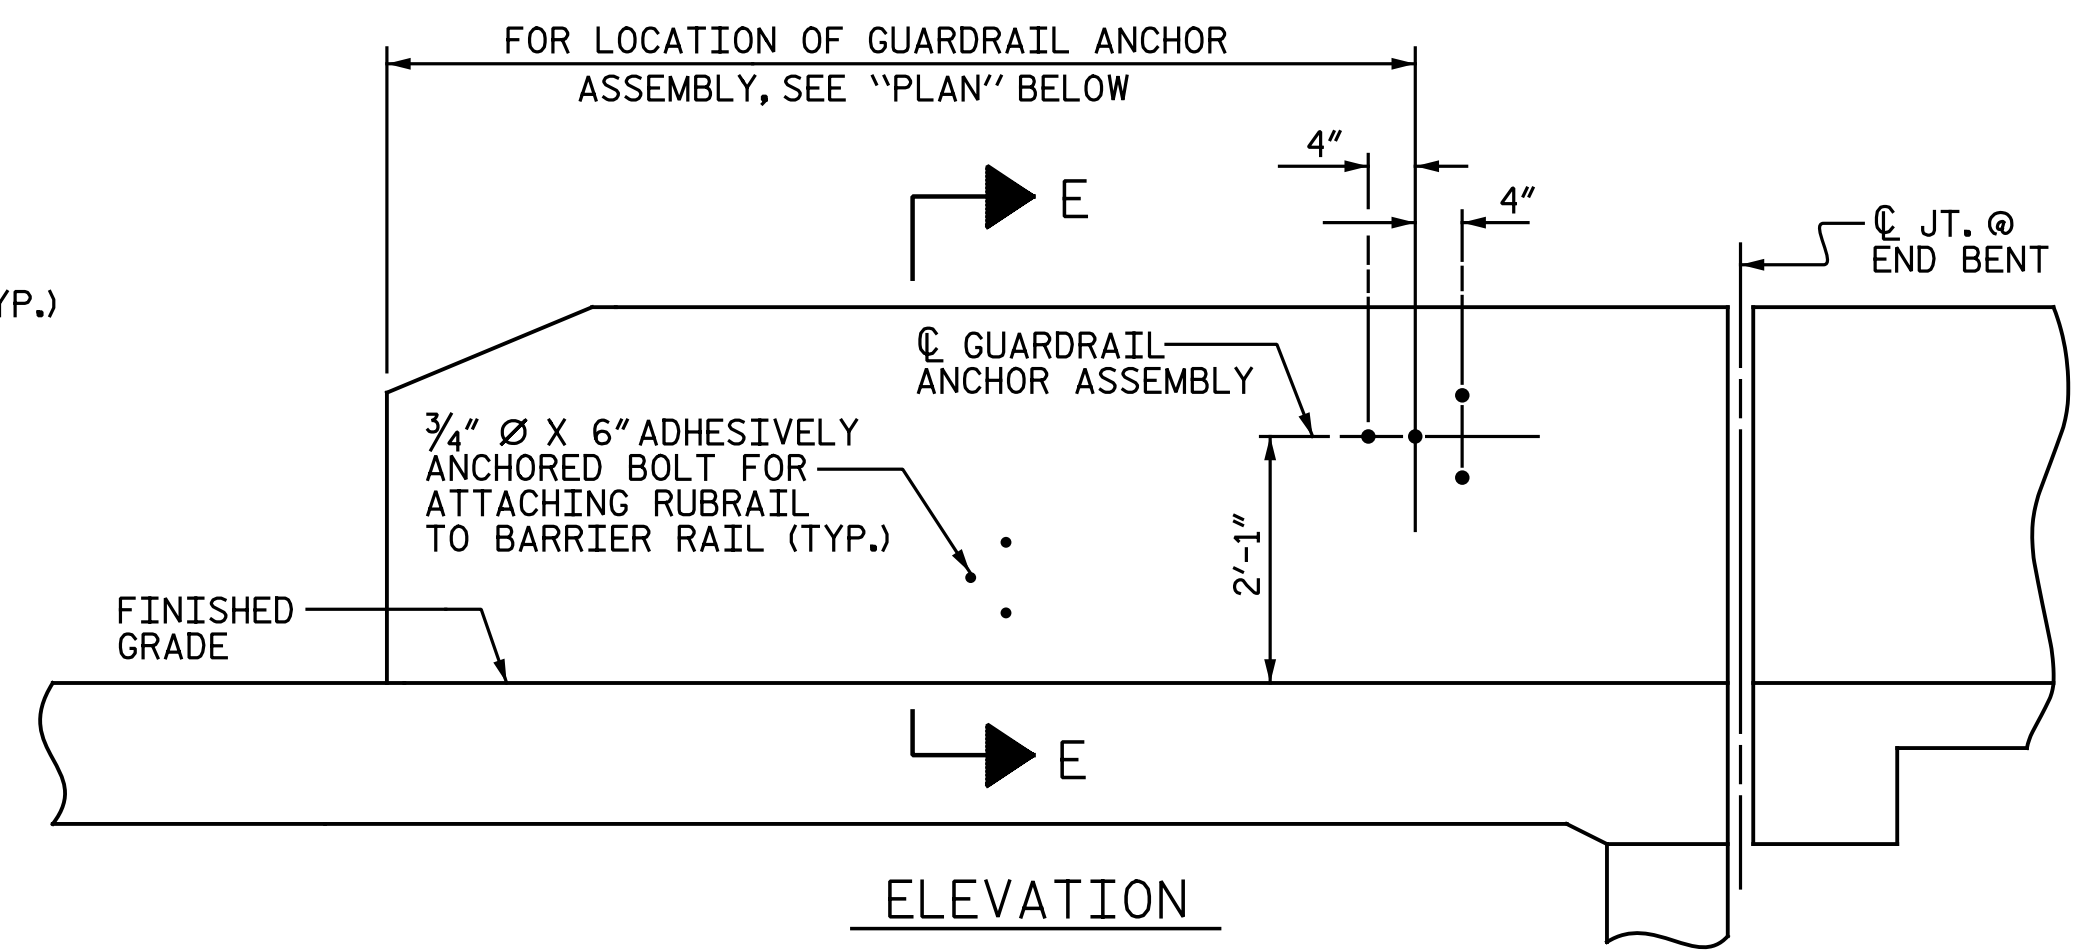 FOR LOCATION OF GUARDRAIL ANCHOR
ASSEMBLY, SEE "PLAN" BELOW
4"
E
4"
℄ JT. @
END BENT
YP.)
℄ GUARDRAIL
ANCHOR ASSEMBLY
3/4" Ø X 6" ADHESIVELY
ANCHORED BOLT FOR
ATTACHING RUBRAIL
TO BARRIER RAIL (TYP.)
2'-1"
FINISHED
GRADE
E
ELEVATION